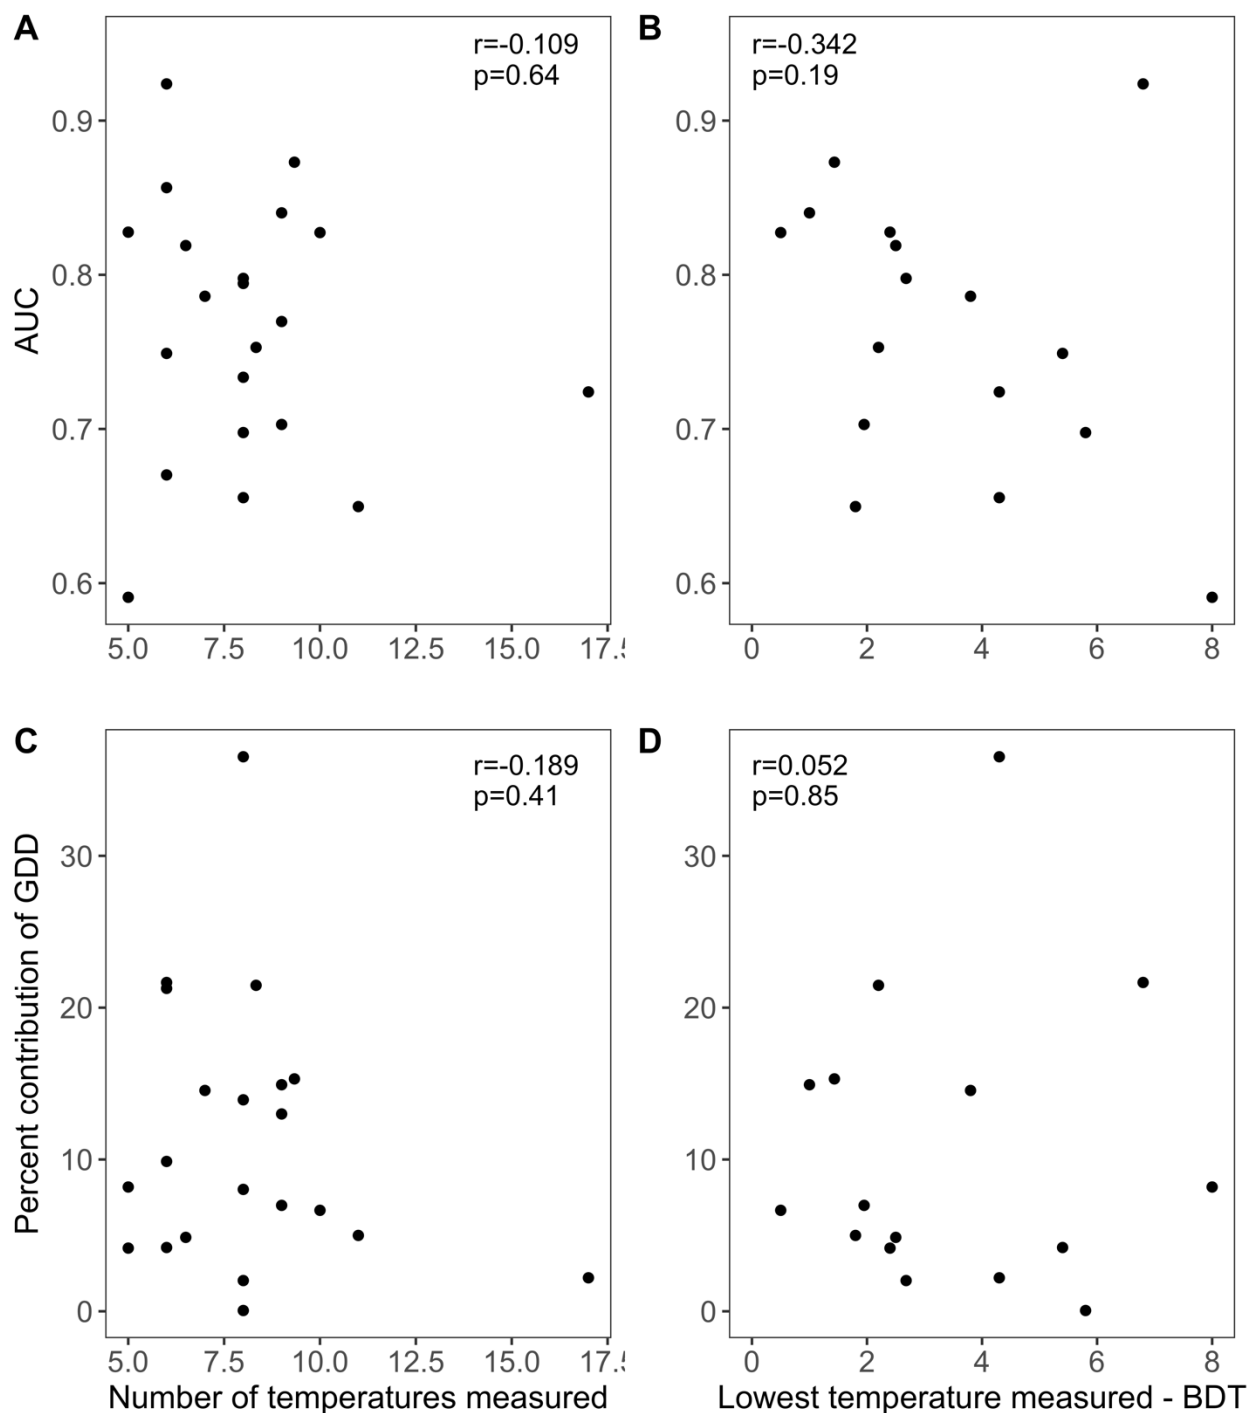 A
r=-0.109
p=0.64
AUC
0.9
0.8
0.7
0.6
5.0 7.5 10.0 12.5 15.0 17.
B
r=-0.342
p=0.19
0.9
0.8
0.7
0.6
0 2 4 6 8
C
r=-0.189
p=0.41
Percent contribution of GDD
30
20
10
0
5.0 7.5 10.0 12.5 15.0 17.
Number of temperatures measured
D
r=0.052
p=0.85
30
20
10
0
0 2 4 6 8
Lowest temperature measured - BDT